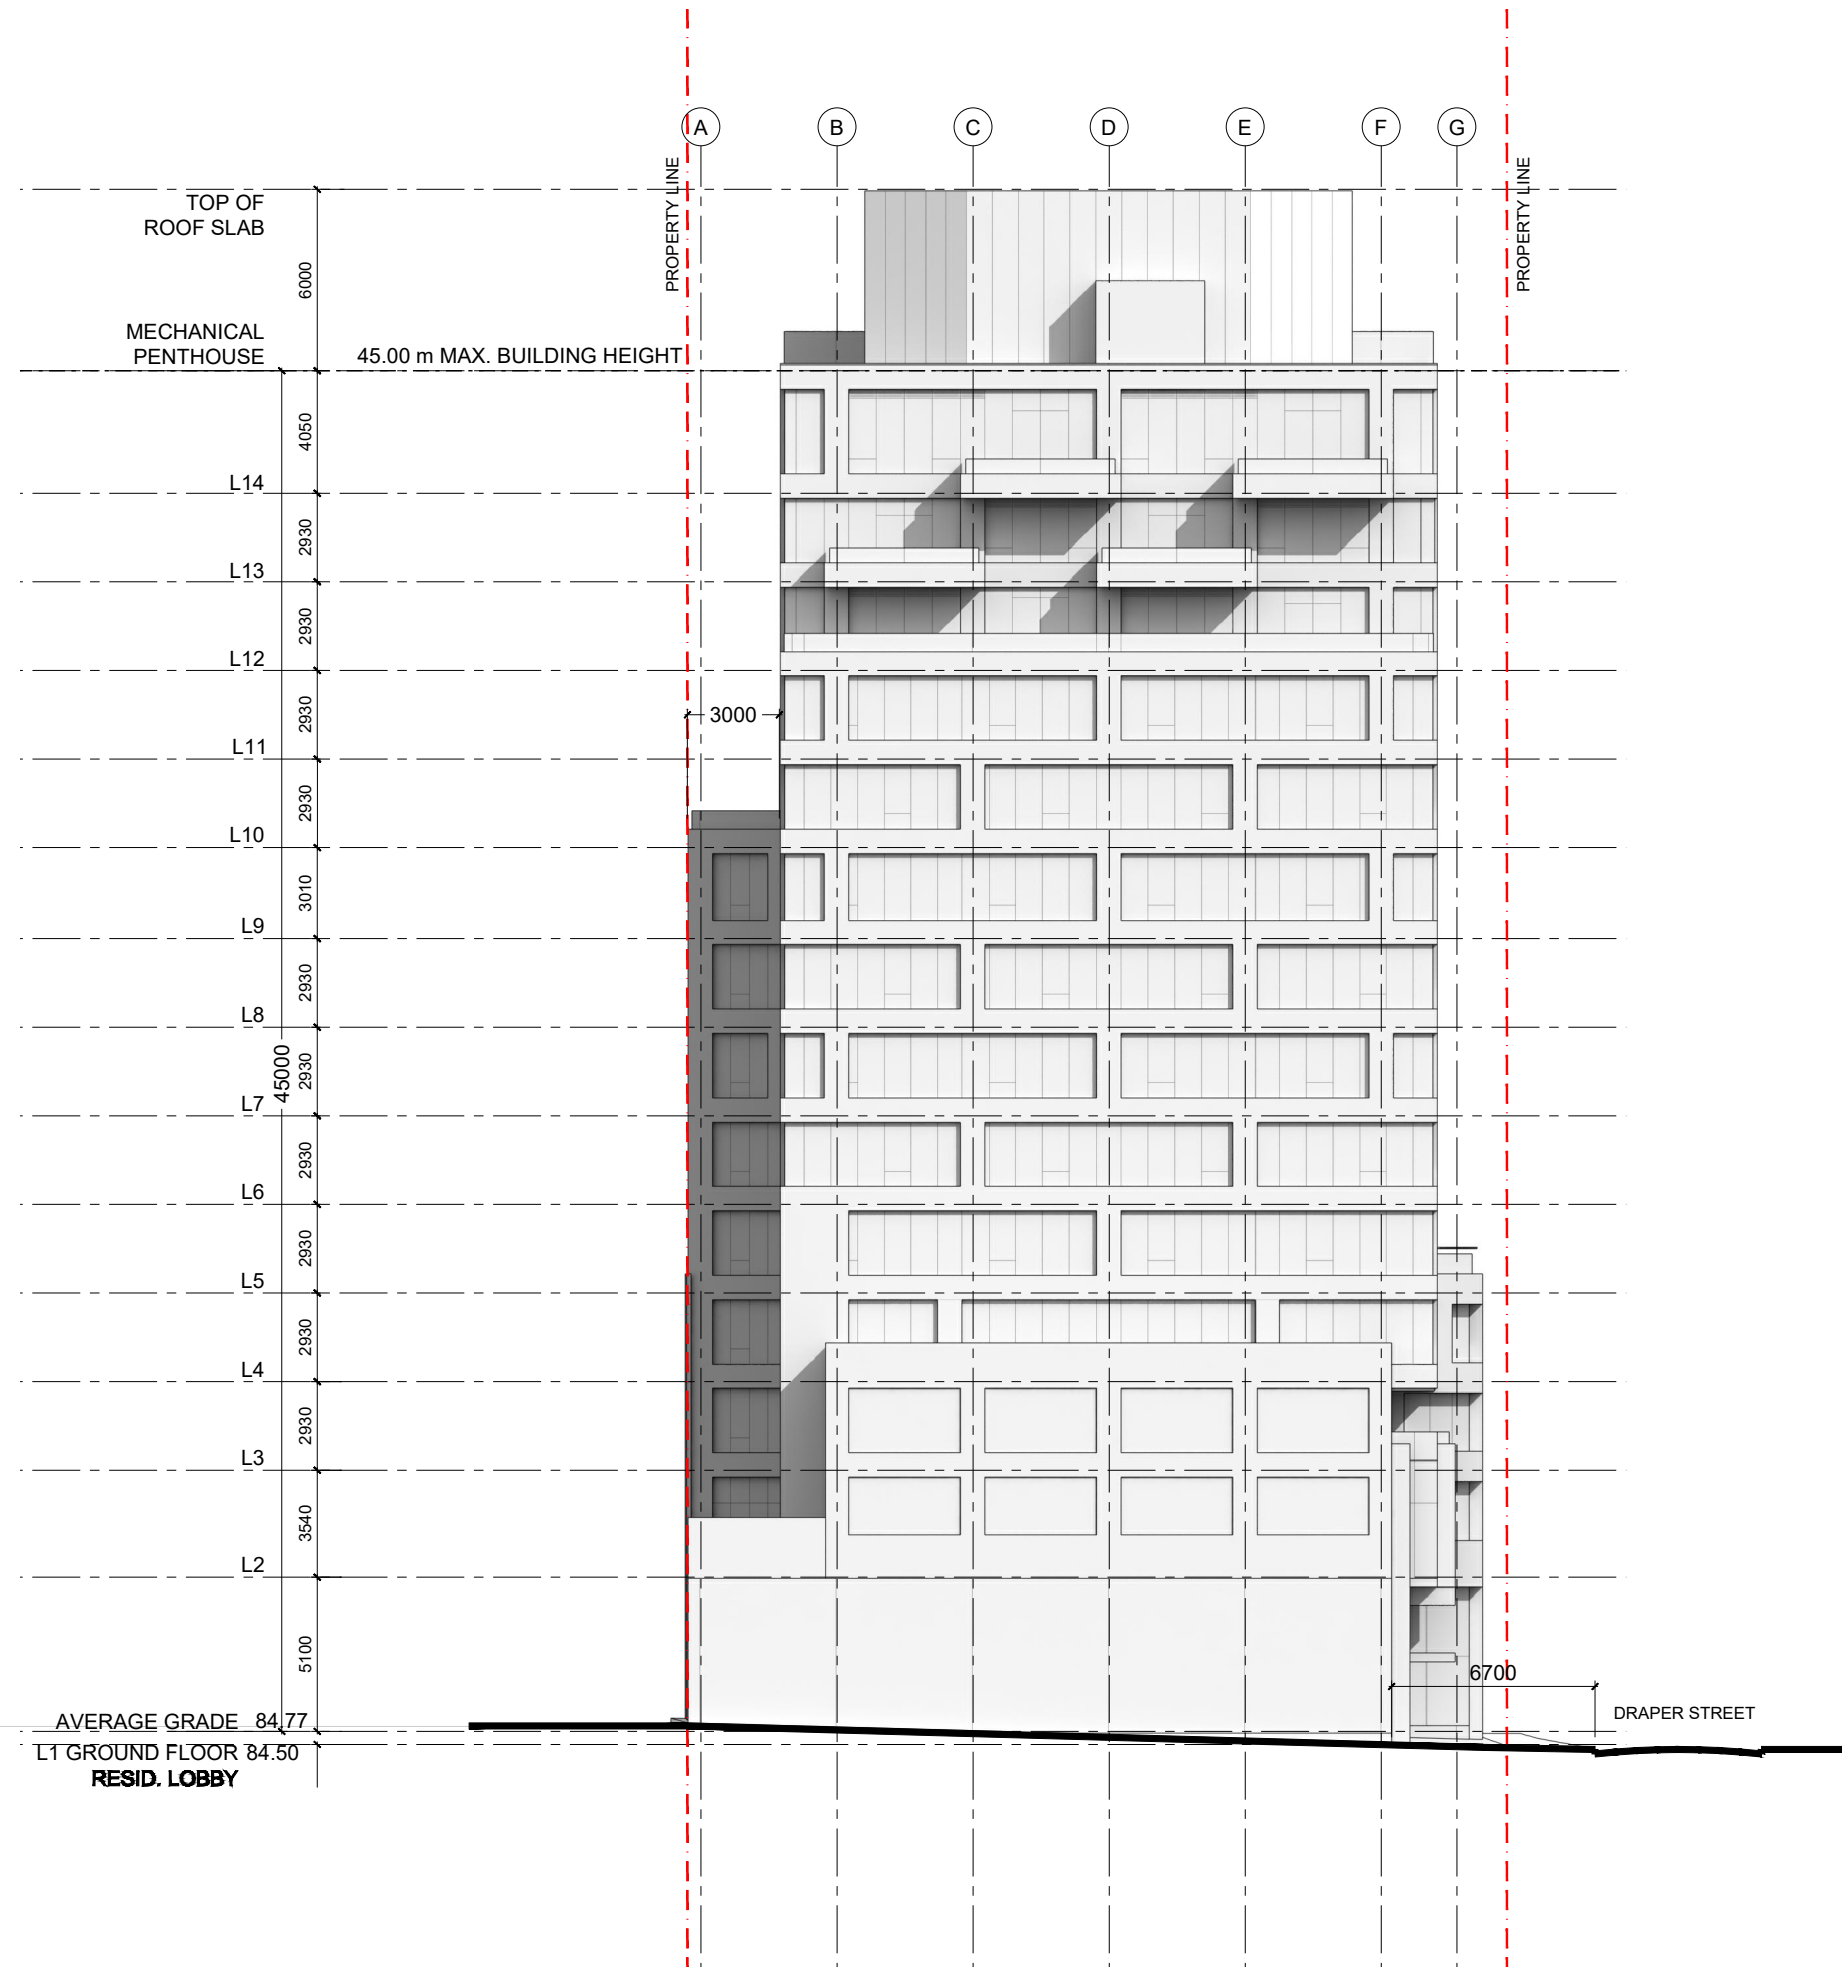 A B C D E F G
PROPERTY LINE
PROPERTY LINE
TOP OF
ROOF SLAB
6000
MECHANICAL
PENTHOUSE
45.00 m MAX. BUILDING HEIGHT
4050
L14
2930
L13
2930
L12
2930
3000
L11
2930
L10
3010
L9
2930
L8
45000
2930
L7
2930
L6
2930
L5
2930
L4
2930
L3
3540
L2
5100
6700
DRAPER STREET
AVERAGE GRADE 84.77
L1 GROUND FLOOR 84.50
RESID. LOBBY